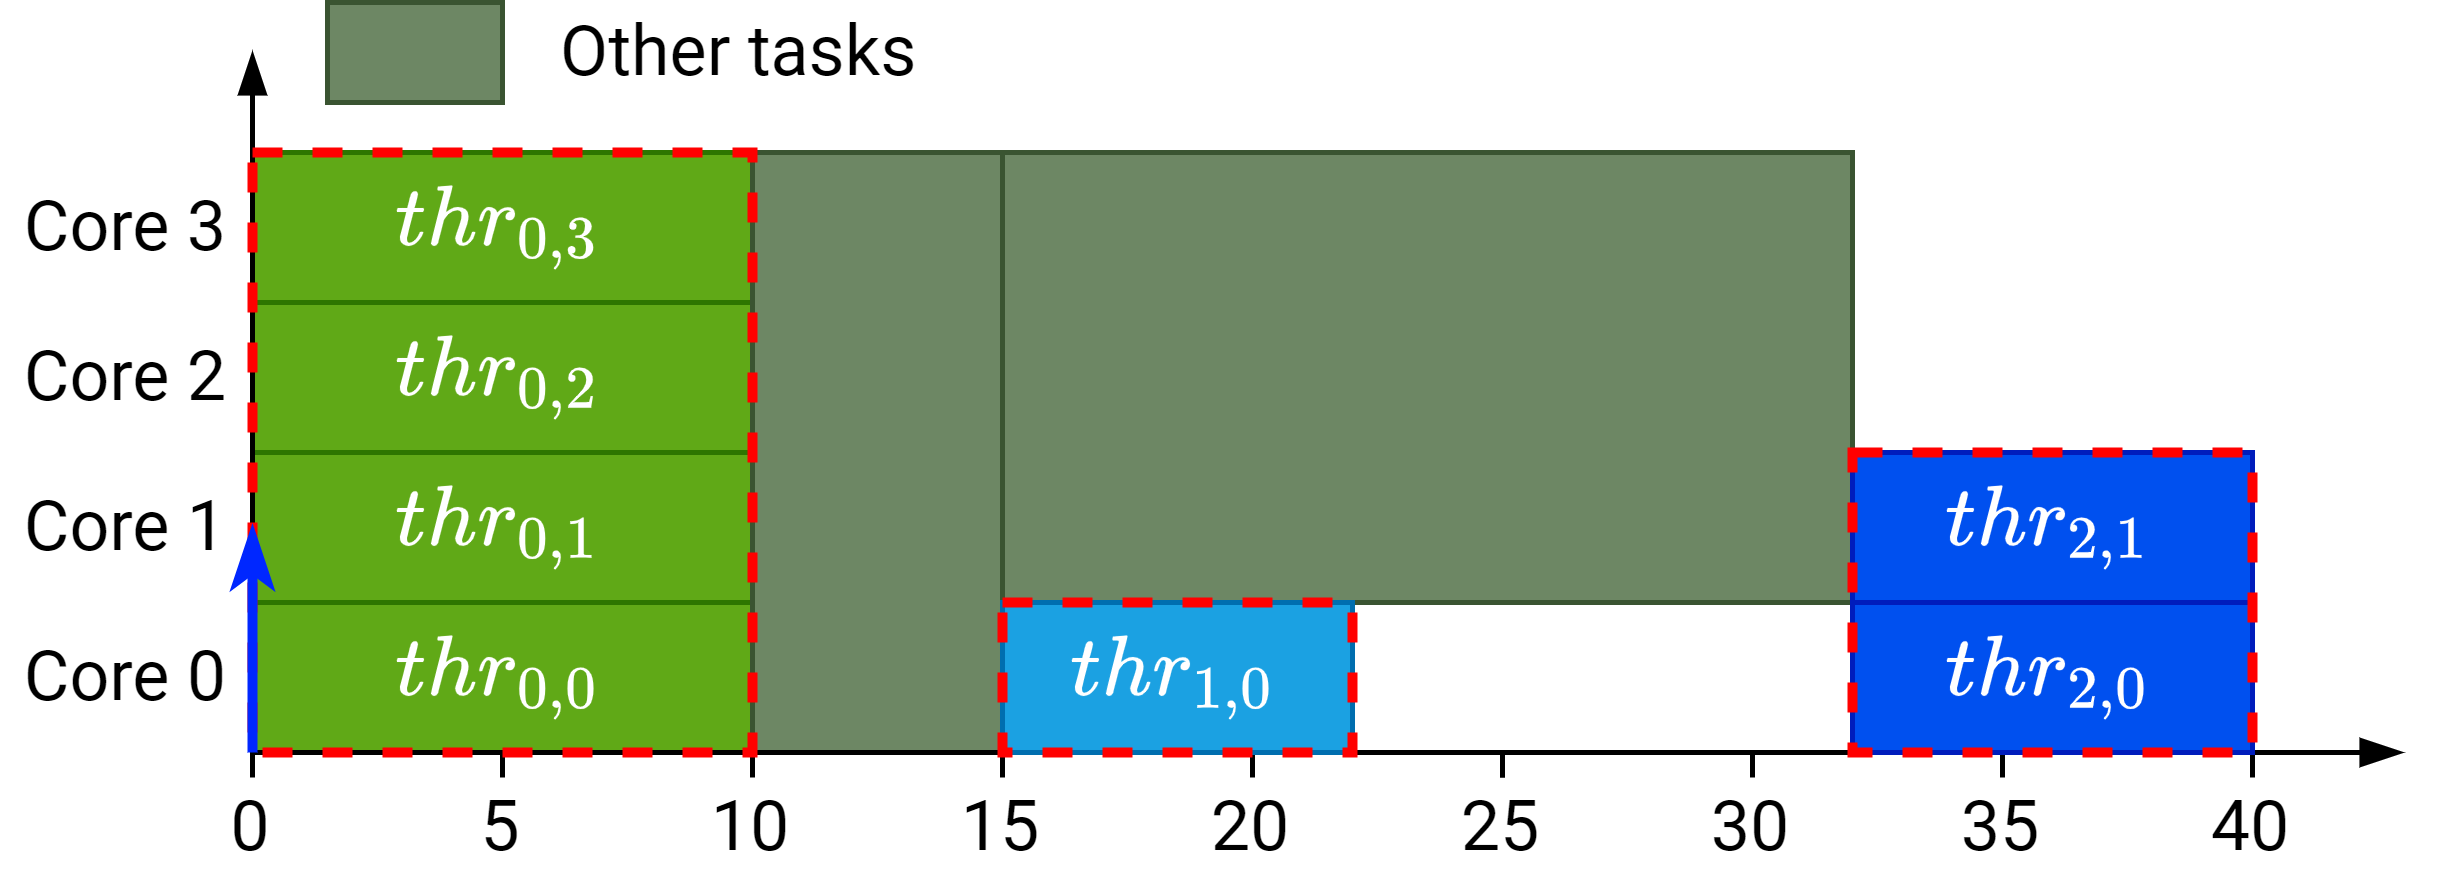 Other tasks
Core 3 thr0,3
Core 2 thr0,2
Core 1 thr0,1 thr2,1
Core 0 thr0,0 thr1,0 thr2,0
0 5 10 15 20 25 30 35 40